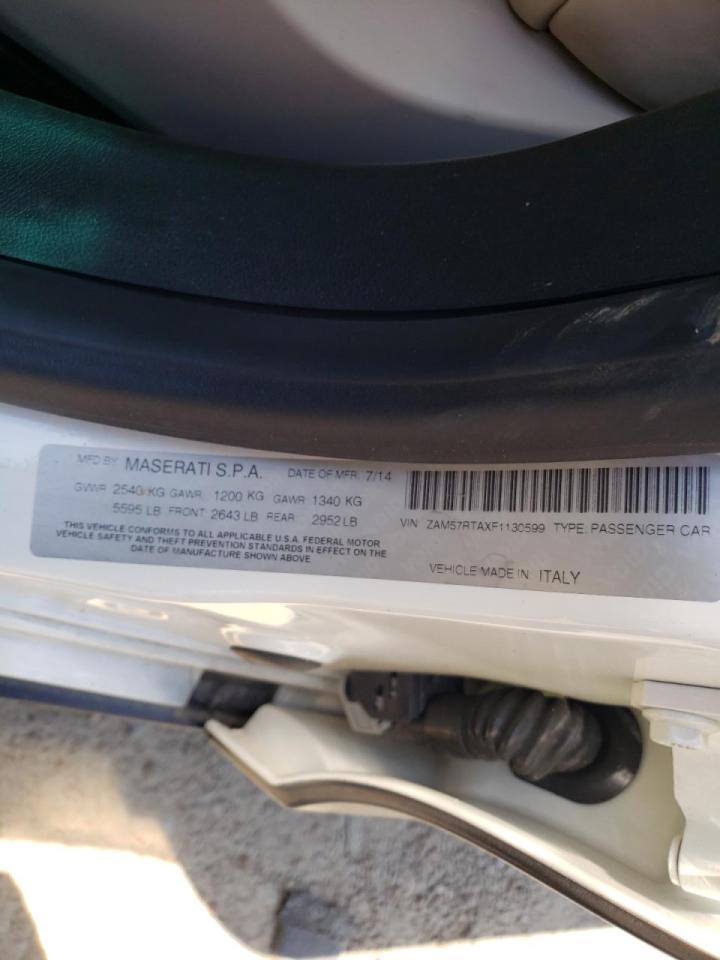 MFD BY MASERATI S.P.A. DATE OF MFR. 7/14
GVWR 2540 KG GAWR 1200 KG GAWR 1340 KG
5595 LB FRONT 2643 LB REAR 2952 LB
THIS VEHICLE CONFORMS TO ALL APPLICABLE U.S.A. FEDERAL MOTOR
VEHICLE SAFETY AND THEFT PREVENTION STANDARDS IN EFFECT ON THE
DATE OF MANUFACTURE SHOWN ABOVE
VIN ZAM57RTAXF1130599 TYPE: PASSENGER CAR
VEHICLE MADE IN ITALY